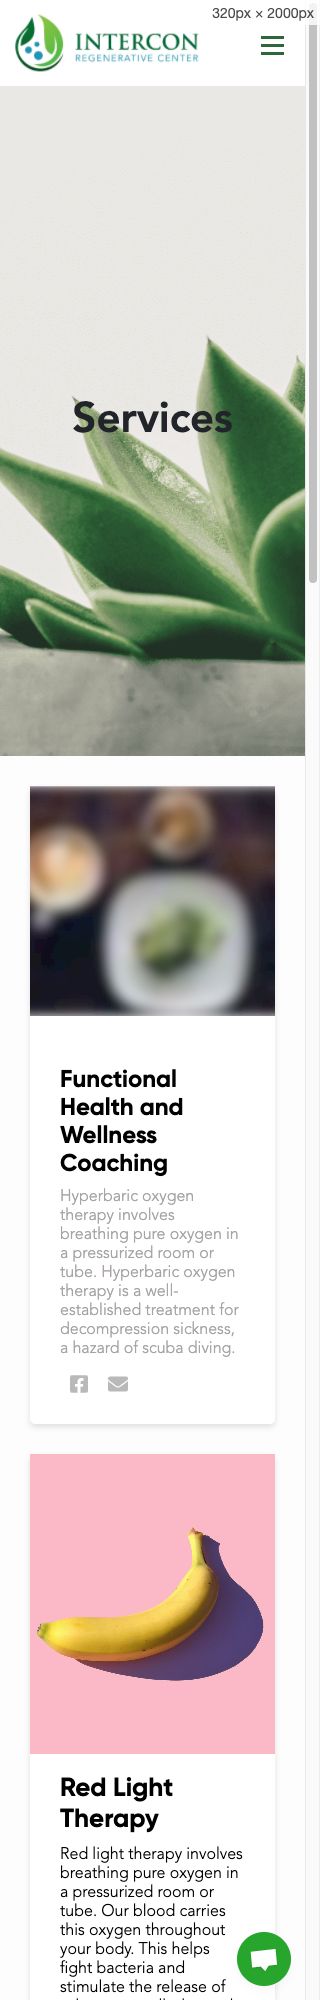 320px × 2000px
INTERCON
REGENERATIVE CENTER
Services
Functional
Health and
Wellness
Coaching
Hyperbaric oxygen
therapy involves
breathing pure oxygen in
a pressurized room or
tube. Hyperbaric oxygen
therapy is a well-
established treatment for
decompression sickness,
a hazard of scuba diving.
Red Light
Therapy
Red light therapy involves
breathing pure oxygen in
a pressurized room or
tube. Our blood carries
this oxygen throughout
your body. This helps
fight bacteria and
stimulate the release of